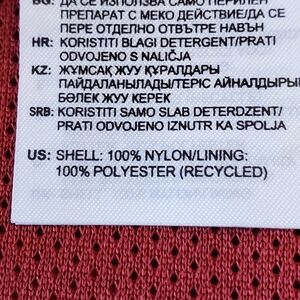 BG: ДА СЕ ИЗПОЛЗВА САМО ПЕРИЛЕН
ПРЕПАРАТ С МЕКО ДЕЙСТВИЕ/ДА СЕ
ПЕРЕ ОТДЕЛНО ОТВЪТРЕ НАВЪН
HR: KORISTITI BLAGI DETERGENT/PRATI
ODVOJENO S NALIČJA
KZ: ЖҰМСАҚ ЖУУ ҚҰРАЛДАРЫ
ПАЙДАЛАНЫЛАДЫ/ТЕРІС АЙНАЛДЫРЫП
БӨЛЕК ЖУУ КЕРЕК
SRB: KORISTITI SAMO SLAB DETERDZENT/
PRATI ODVOJENO IZNUTR KA SPOLJA
US: SHELL: 100% NYLON/LINING:
100% POLYESTER (RECYCLED)